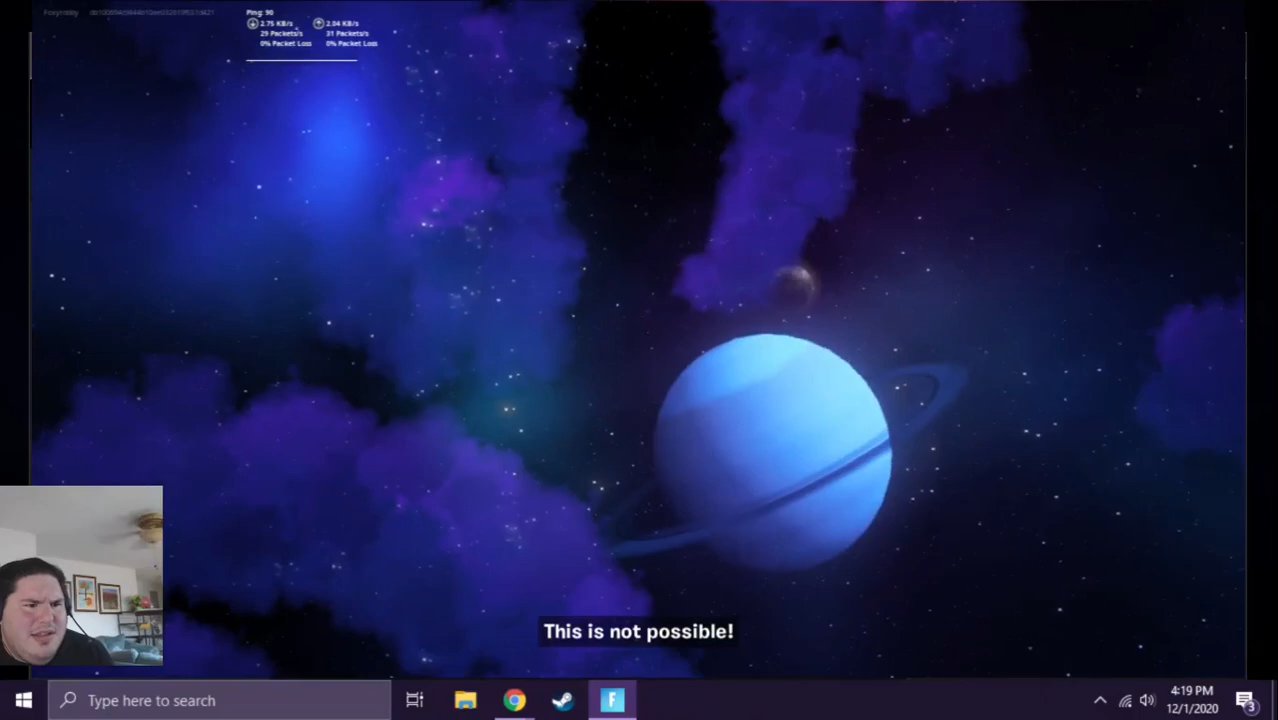 Ping: 90
2.75 KB/s 2.04 KB/s
29 Packets/s 31 Packets/s
0% Packet Loss 0% Packet Loss
This is not possible!
Type here to search
F
4:19 PM
12/1/2020
3